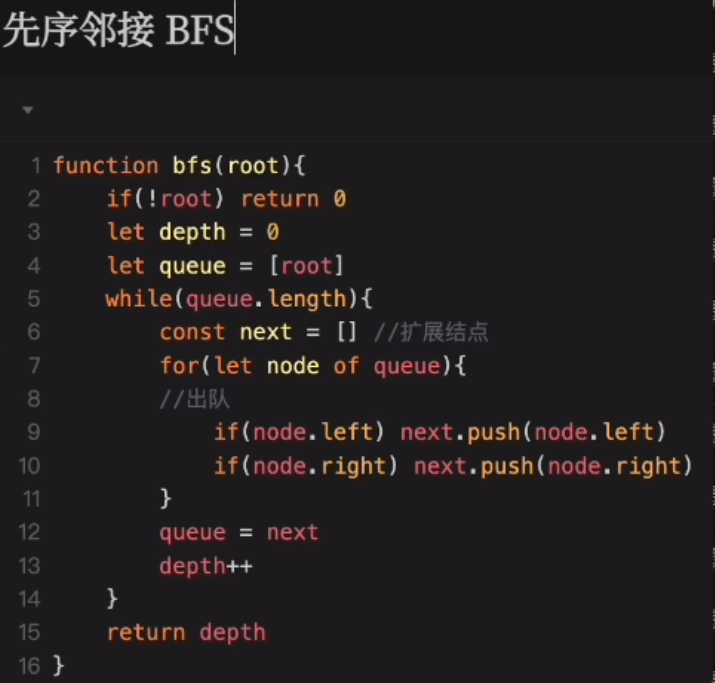 先序邻接 BFS
1 function bfs(root){
2     if(!root) return 0
3     let depth = 0
4     let queue = [root]
5     while(queue.length){
6         const next = [] //扩展结点
7         for(let node of queue){
8         //出队
9             if(node.left) next.push(node.left)
10             if(node.right) next.push(node.right)
11         }
12         queue = next
13         depth++
14     }
15     return depth
16 }